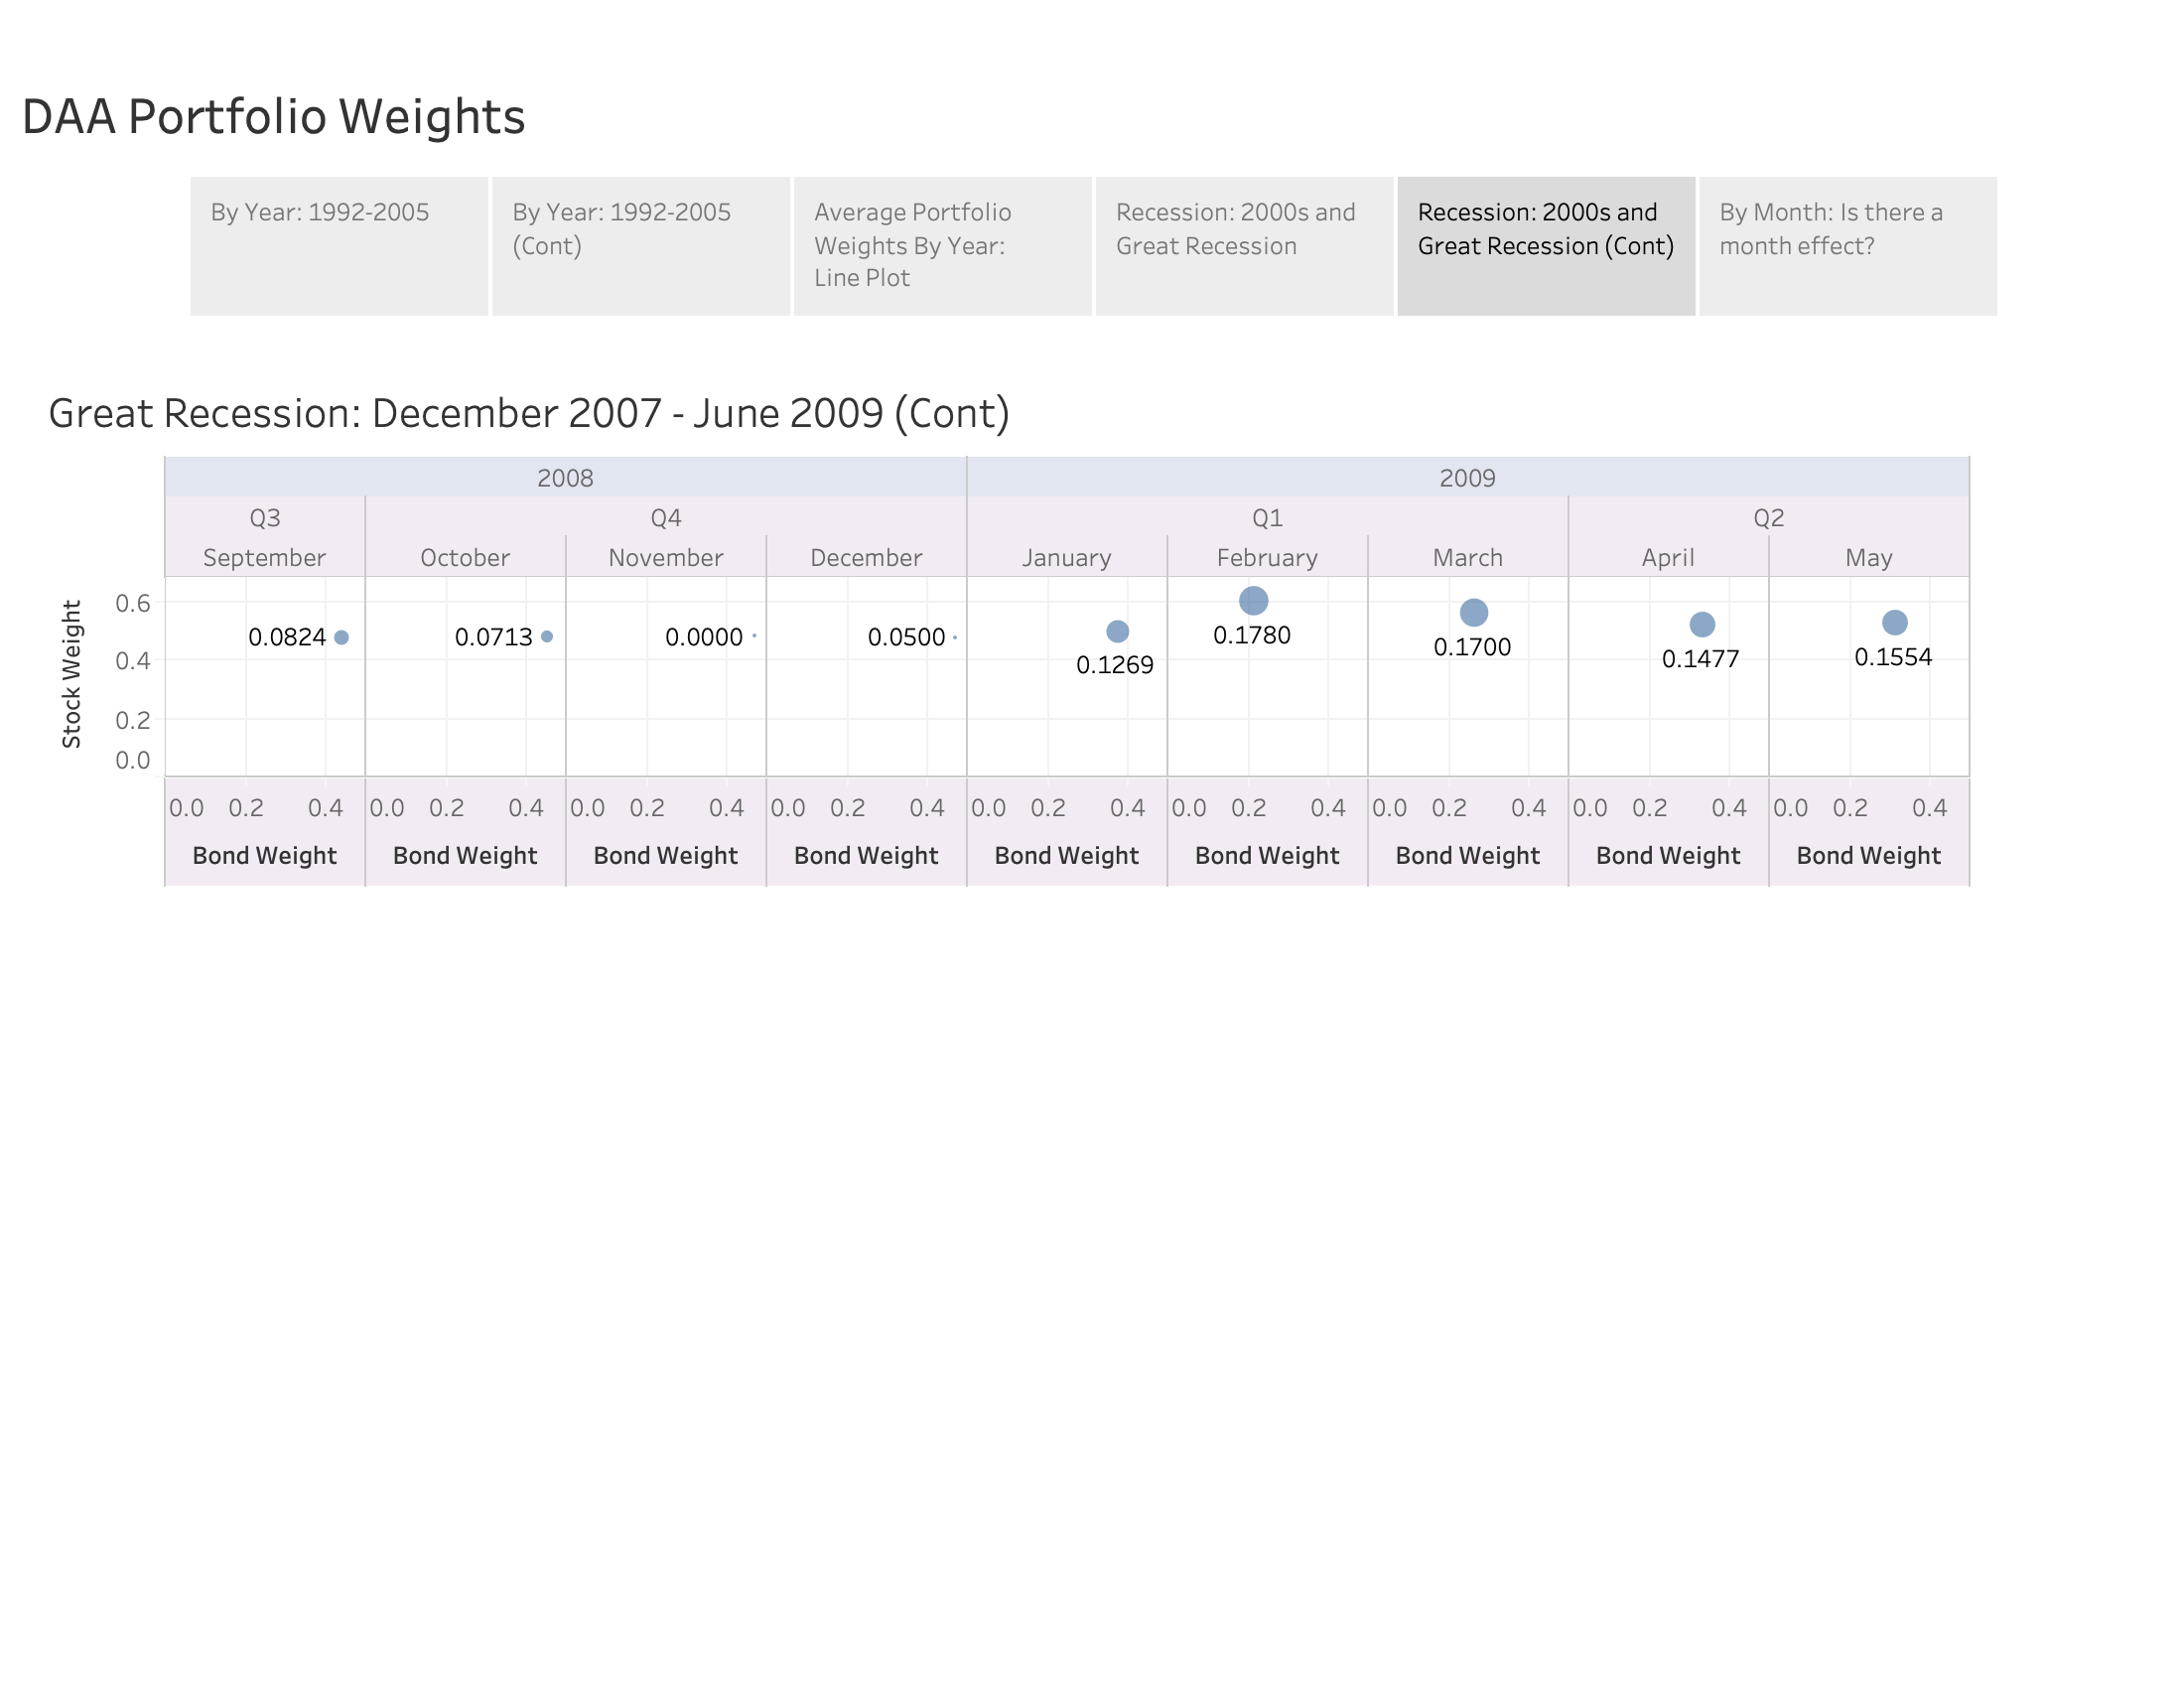 DAA Portfolio Weights
By Year: 1992-2005
By Year: 1992-2005
(Cont)
Average Portfolio
Weights By Year:
Line Plot
Recession: 2000s and
Great Recession
Recession: 2000s and
Great Recession (Cont)
By Month: Is there a
month effect?
Great Recession: December 2007 - June 2009 (Cont)
2008 2009
Q3 Q4 Q1 Q2
September October November December January February March April May
Stock Weight
0.6
0.4
0.2
0.0
0.0824 0.0713 0.0000 0.0500 0.1269 0.1780 0.1700 0.1477 0.1554
0.0 0.2 0.4 0.0 0.2 0.4 0.0 0.2 0.4 0.0 0.2 0.4 0.0 0.2 0.4 0.0 0.2 0.4 0.0 0.2 0.4 0.0 0.2 0.4 0.0 0.2 0.4
Bond Weight Bond Weight Bond Weight Bond Weight Bond Weight Bond Weight Bond Weight Bond Weight Bond Weight